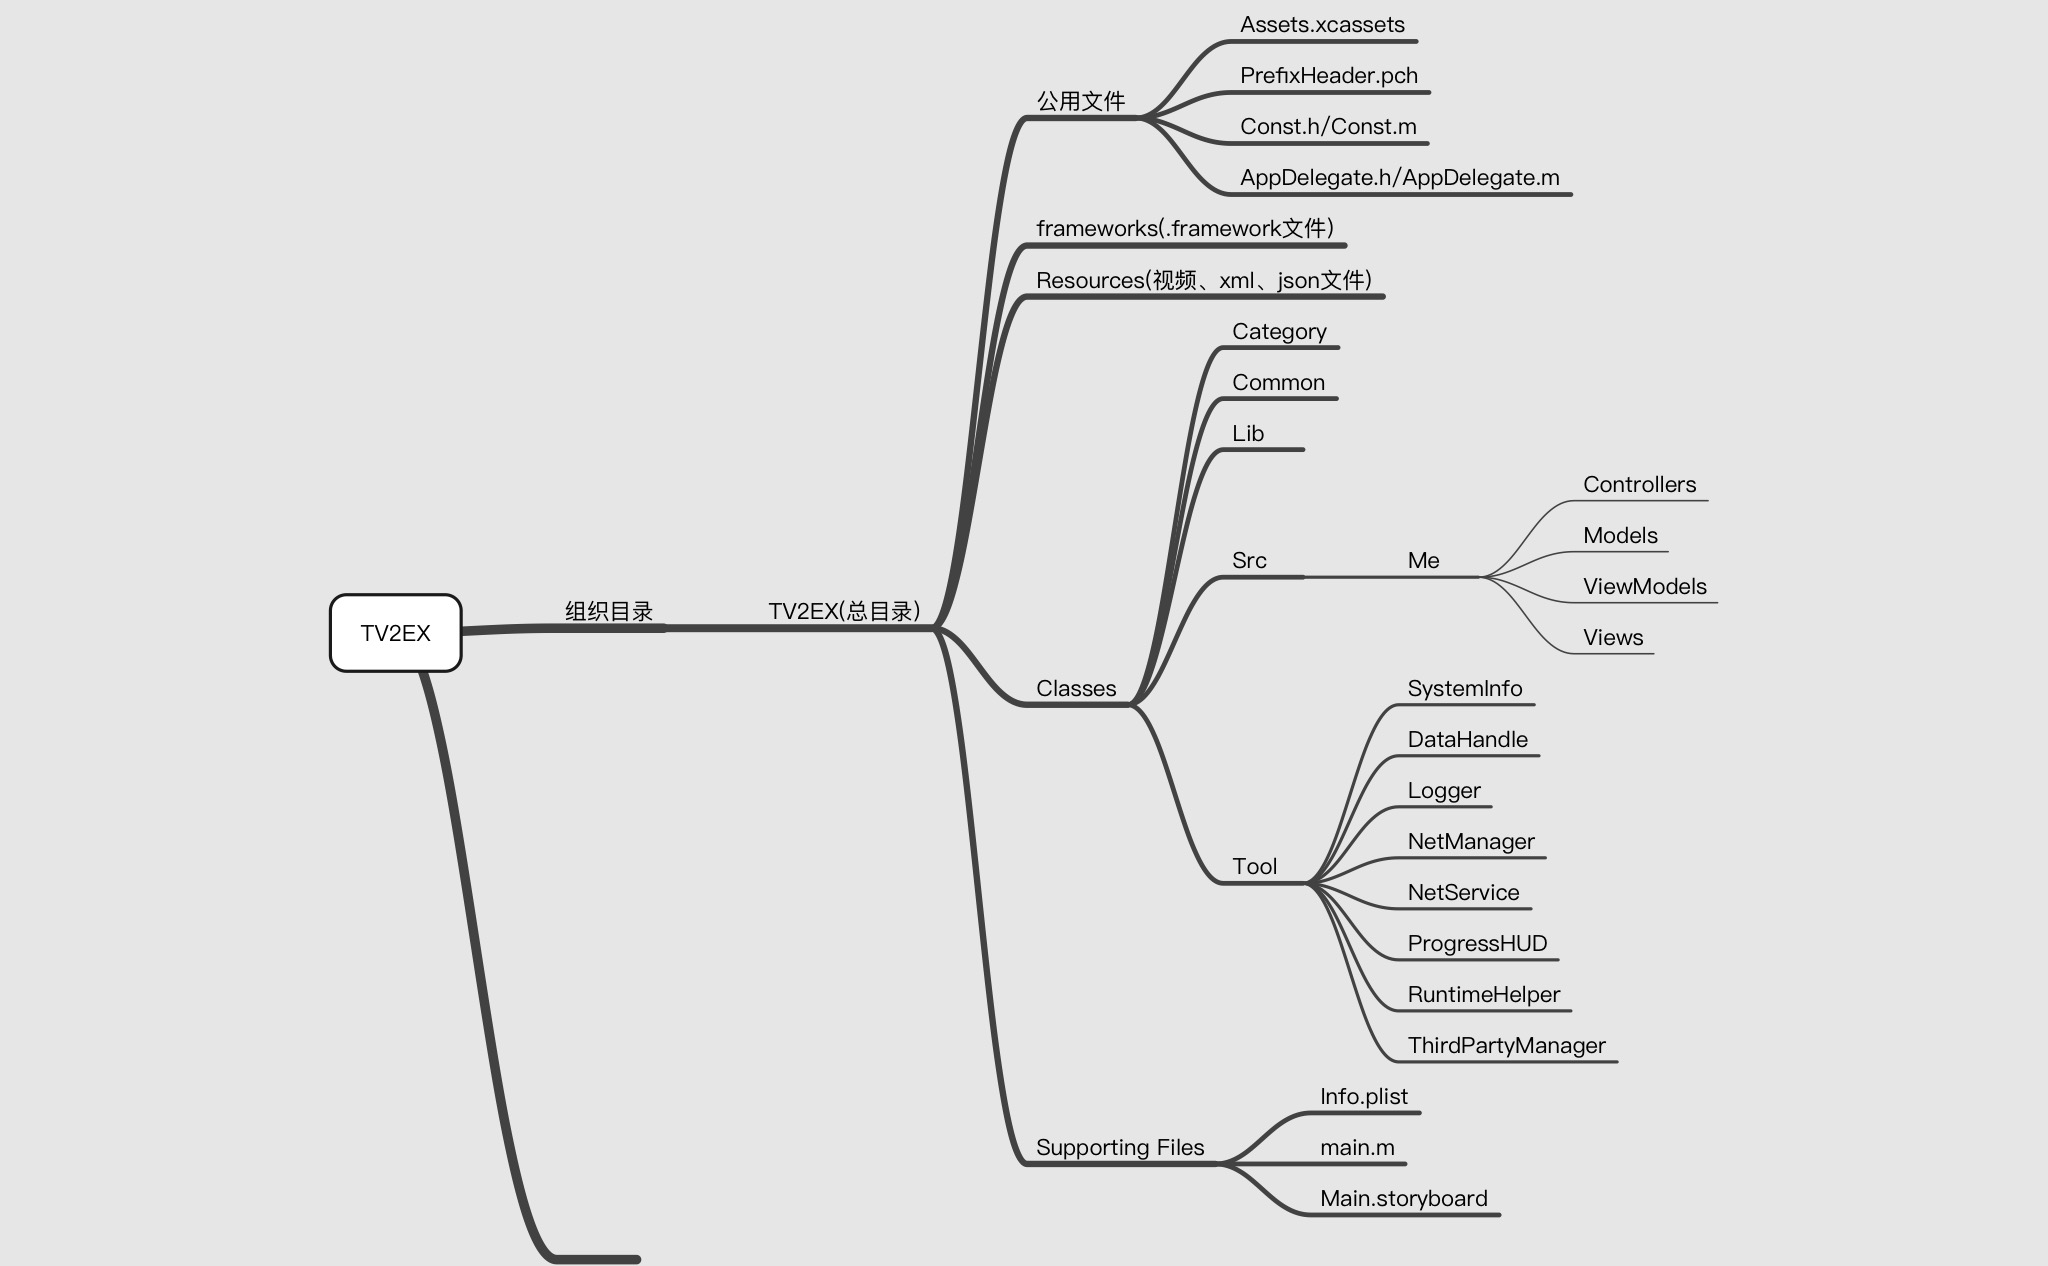 Assets.xcassets
PrefixHeader.pch
公用文件
Const.h/Const.m
AppDelegate.h/AppDelegate.m
frameworks(.framework文件)
Resources(视频、xml、json文件)
Category
Common
Lib
Controllers
Models
Src
Me
ViewModels
Views
TV2EX
组织目录
TV2EX(总目录)
Classes
SystemInfo
DataHandle
Logger
NetManager
Tool
NetService
ProgressHUD
RuntimeHelper
ThirdPartyManager
Info.plist
Supporting Files
main.m
Main.storyboard